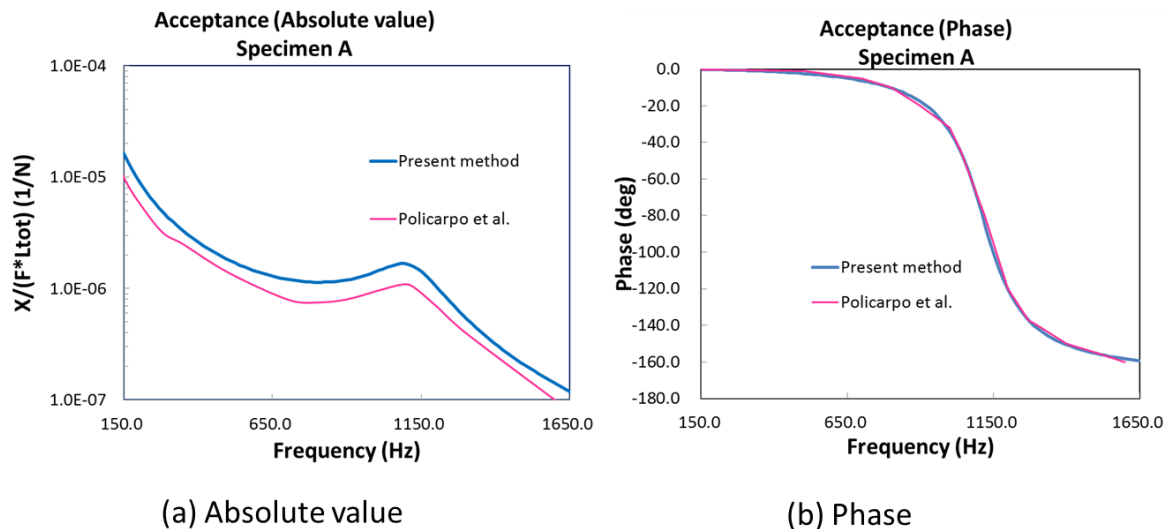 Acceptance (Absolute value)
Specimen A
1.0E-04
1.0E-05
1.0E-06
1.0E-07
X/(F*Ltot) (1/N)
Present method
Policarpo et al.
150.0
650.0
1150.0
1650.0
Frequency (Hz)
(a) Absolute value
Acceptance (Phase)
Specimen A
0.0
-20.0
-40.0
-60.0
-80.0
-100.0
-120.0
-140.0
-160.0
-180.0
Phase (deg)
Present method
Policarpo et al.
150.0
650.0
1150.0
1650.0
Frequency (Hz)
(b) Phase